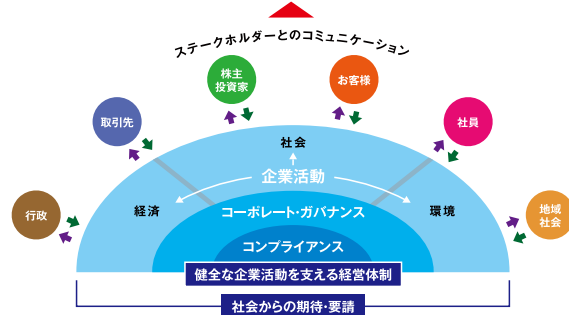 ステークホルダーとのコミュニケーション
株主
投資家
お客様
取引先
社員
行政
地域
社会
社会
企業活動
経済
環境
コーポレート・ガバナンス
コンプライアンス
健全な企業活動を支える経営体制
社会からの期待・要請